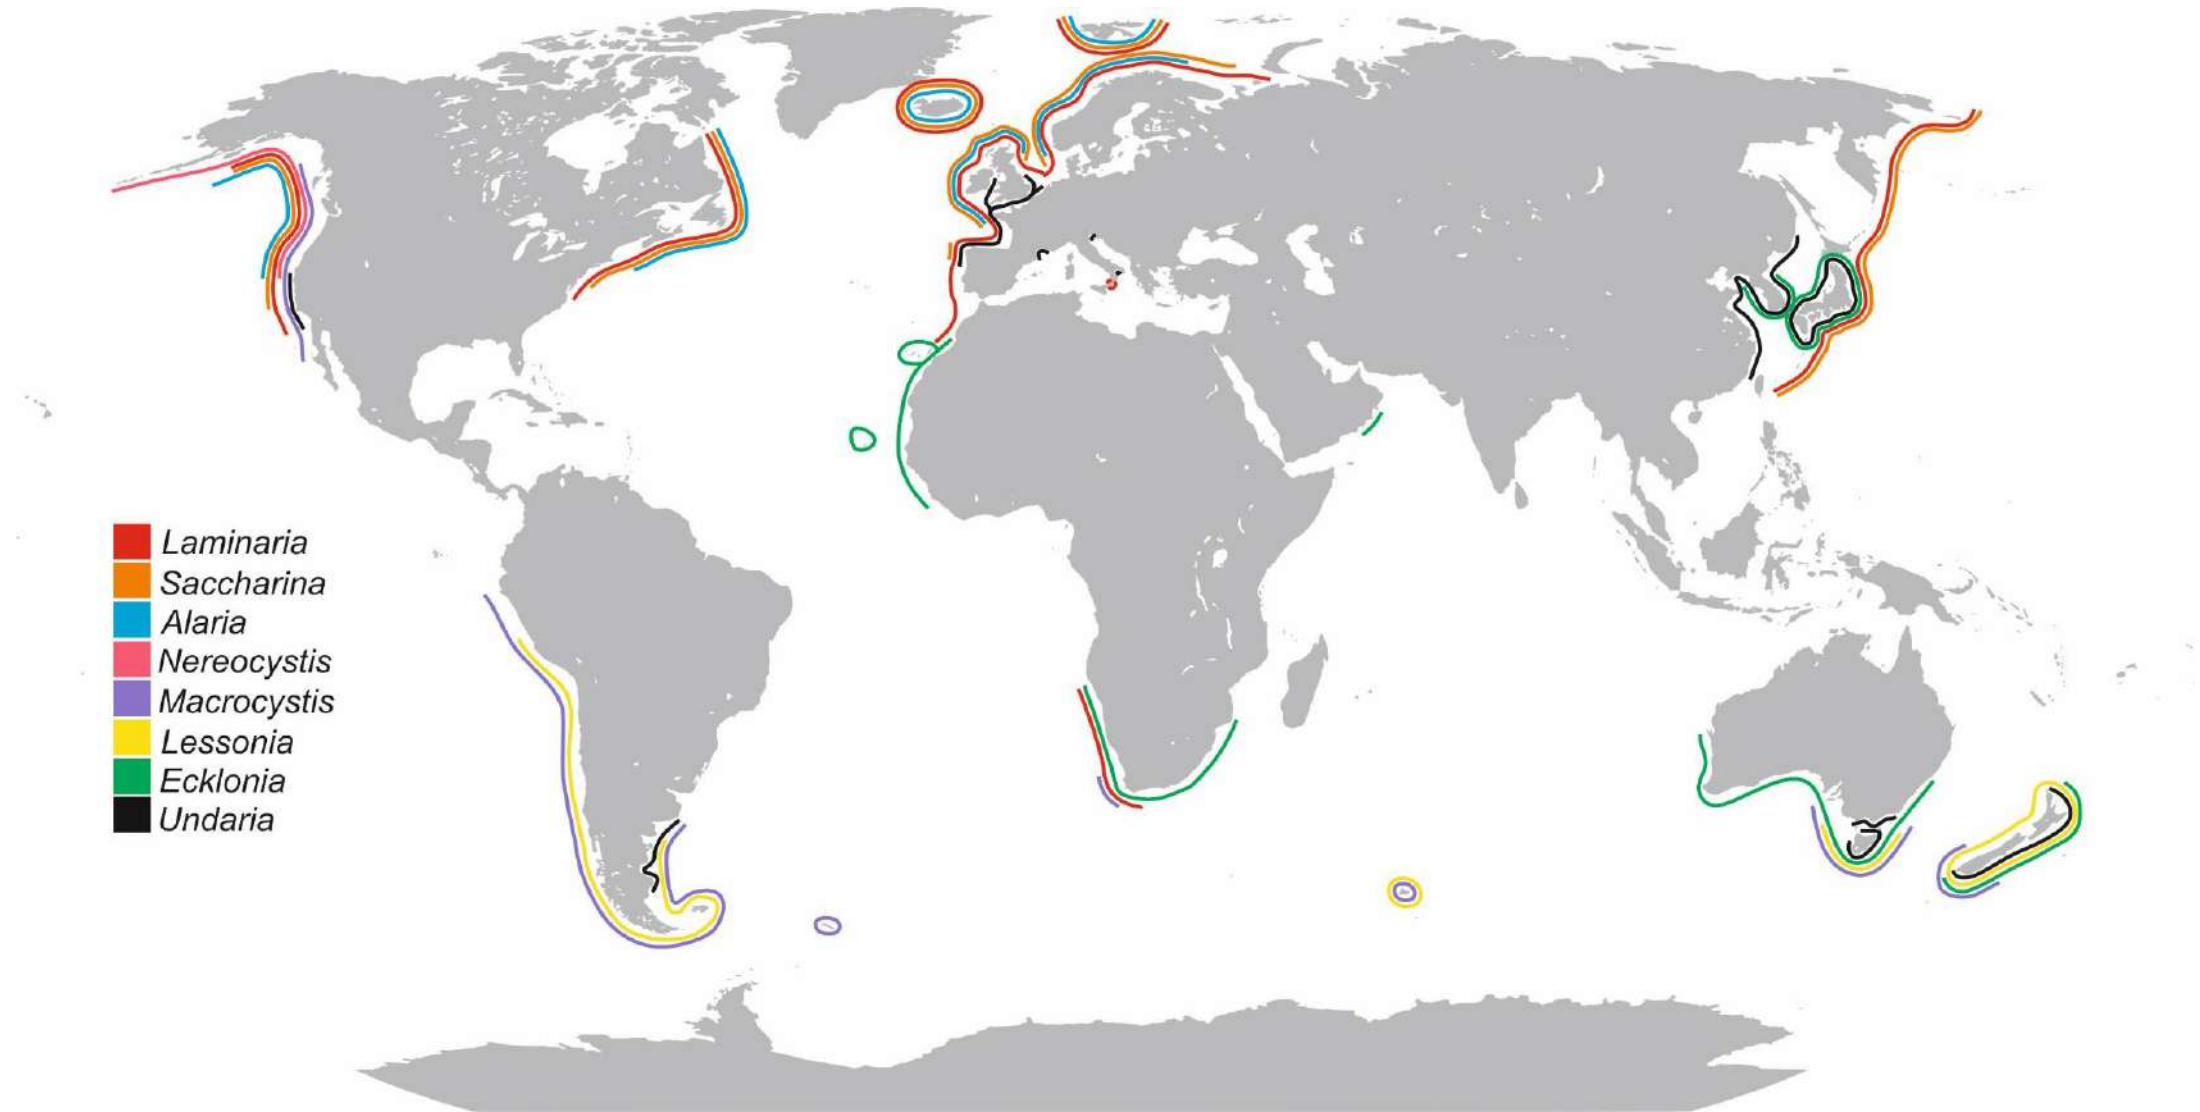 Laminaria
Saccharina
Alaria
Nereocystis
Macrocystis
Lessonia
Ecklonia
Undaria